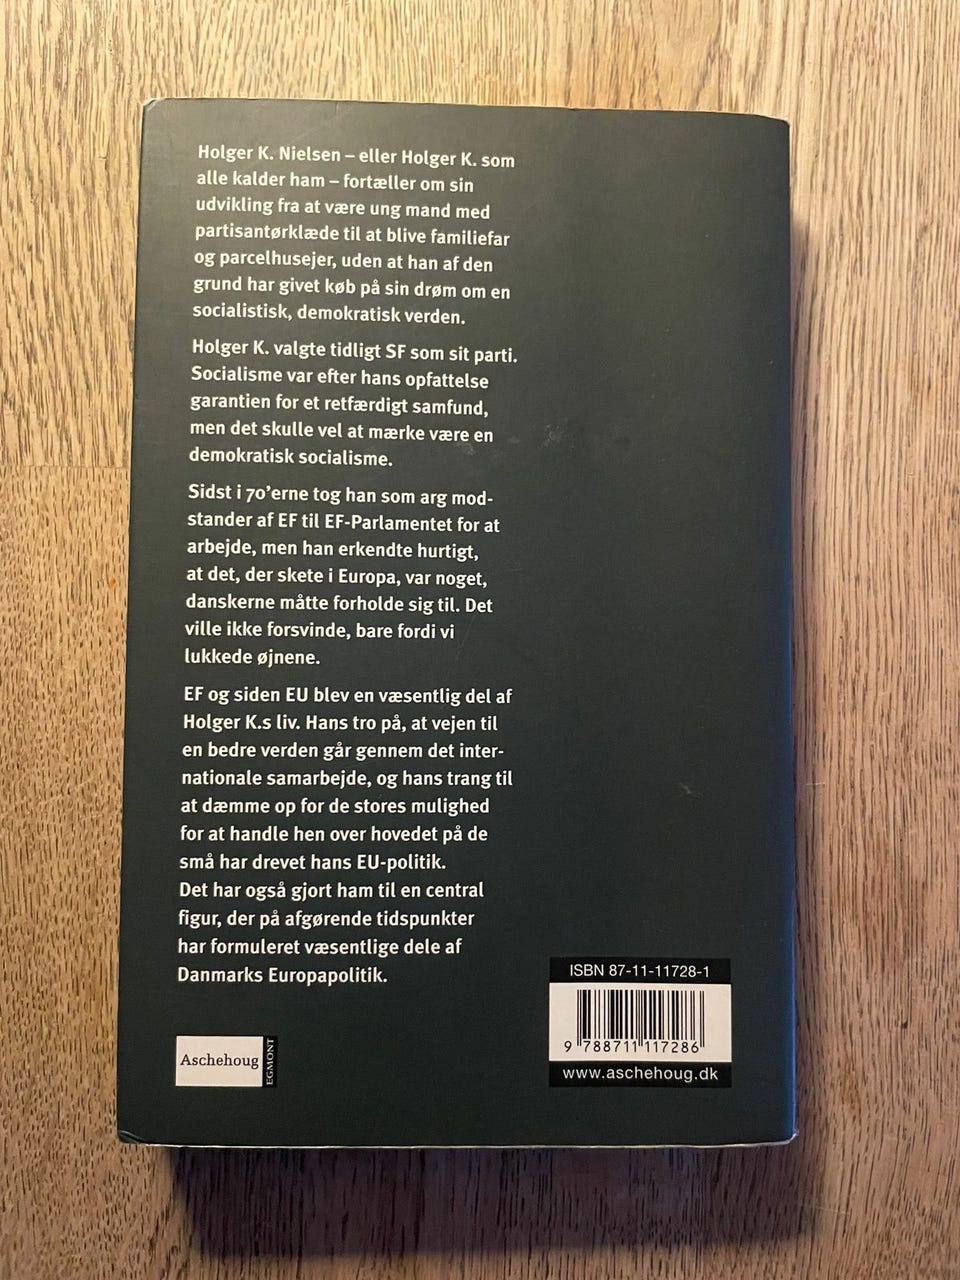 Holger K. Nielsen – eller Holger K. som
alle kalder ham – fortæller om sin
udvikling fra at være ung mand med
partisantørklæde til at blive familiefar
og parcelhusejer, uden at han af den
grund har givet køb på sin drøm om en
socialistisk, demokratisk verden.
Holger K. valgte tidligt SF som sit parti.
Socialisme var efter hans opfattelse
garantien for et retfærdigt samfund,
men det skulle vel at mærke være en
demokratisk socialisme.
Sidst i 70'erne tog han som arg mod-
stander af EF til EF-Parlamentet for at
arbejde, men han erkendte hurtigt,
at det, der skete i Europa, var noget,
danskerne måtte forholde sig til. Det
ville ikke forsvinde, bare fordi vi
lukkede øjnene.
EF og siden EU blev en væsentlig del af
Holger K.s liv. Hans tro på, at vejen til
en bedre verden går gennem det inter-
nationale samarbejde, og hans trang til
at dæmme op for de stores mulighed
for at handle hen over hovedet på de
små har drevet hans EU-politik.
Det har også gjort ham til en central
figur, der på afgørende tidspunkter
har formuleret væsentlige dele af
Danmarks Europapolitik.
ISBN 87-11-11728-1
9 788711 117286
www.aschehoug.dk
Aschehoug
EGMONT